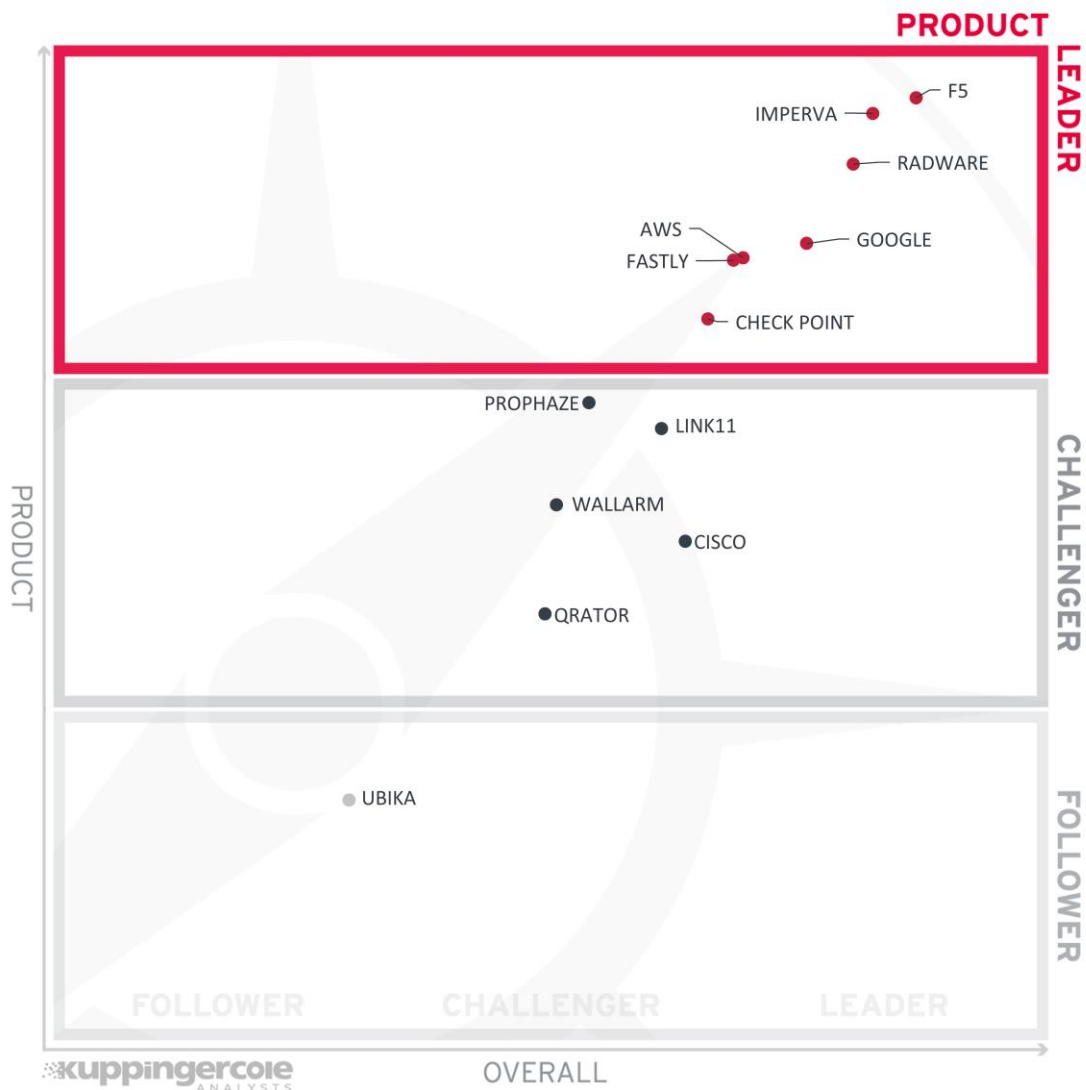 PRODUCT
LEADER
F5
IMPERVA
RADWARE
AWS
GOOGLE
FASTLY
CHECK POINT
PROPHAZE
LINK11
CHALLENGER
WALLARM
PRODUCT
CISCO
QRATOR
UBIKA
FOLLOWER
FOLLOWER CHALLENGER LEADER
kuppingercole
ANALYSTS
OVERALL